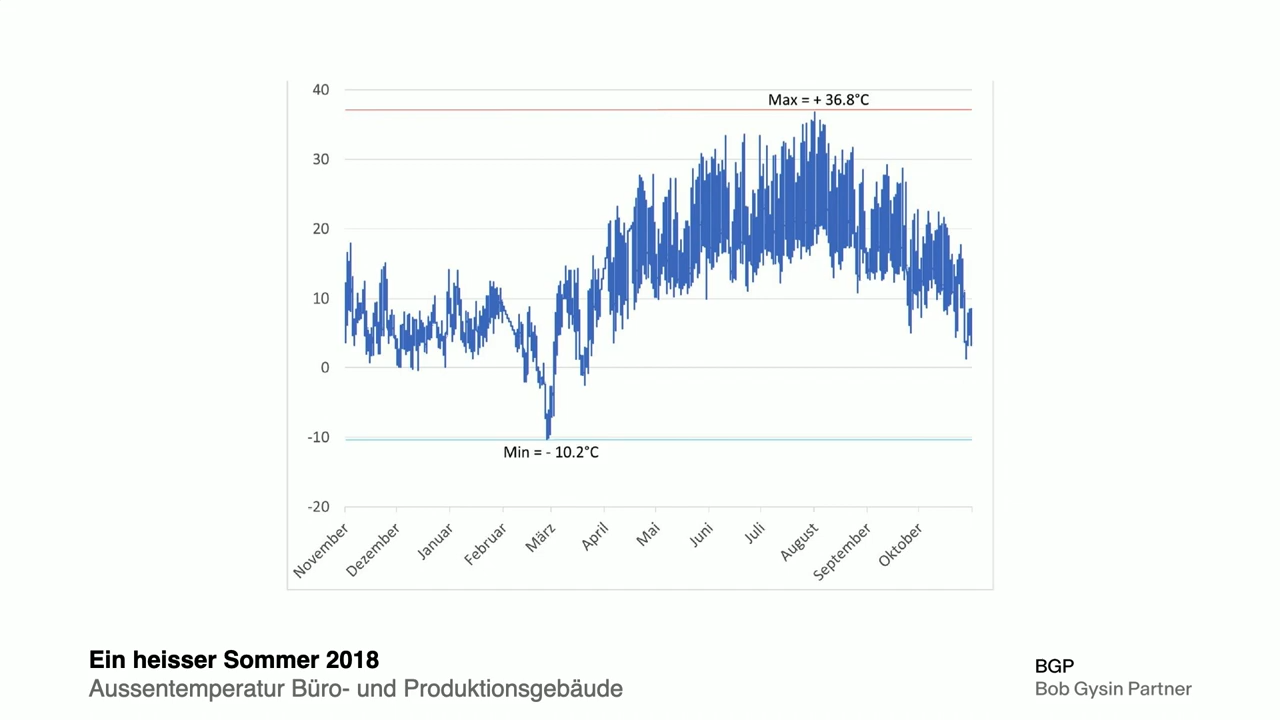 40
Max = + 36.8°C
30
20
10
0
-10
Min = - 10.2°C
-20
November
Dezember
Januar
Februar
März
April
Mai
Juni
Juli
August
September
Oktober
Ein heisser Sommer 2018
Aussentemperatur Büro- und Produktionsgebäude
BGP
Bob Gysin Partner